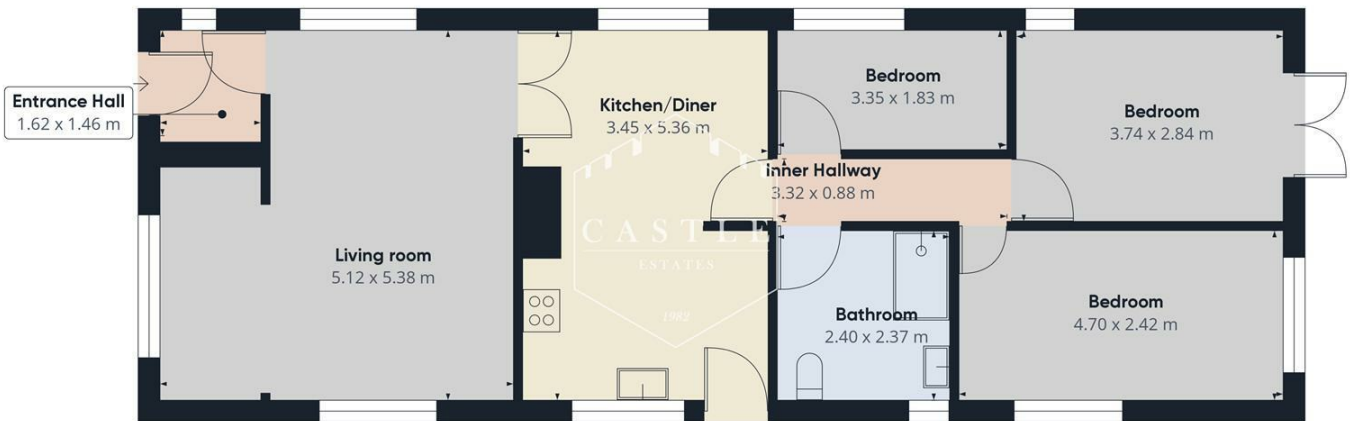 Entrance Hall
1.62 x 1.46 m
Living room
5.12 x 5.38 m
Kitchen/Diner
3.45 x 5.36 m
Bedroom
3.35 x 1.83 m
Bedroom
3.74 x 2.84 m
Inner Hallway
3.32 x 0.88 m
CASTLE
ESTATES
1982
Bathroom
2.40 x 2.37 m
Bedroom
4.70 x 2.42 m